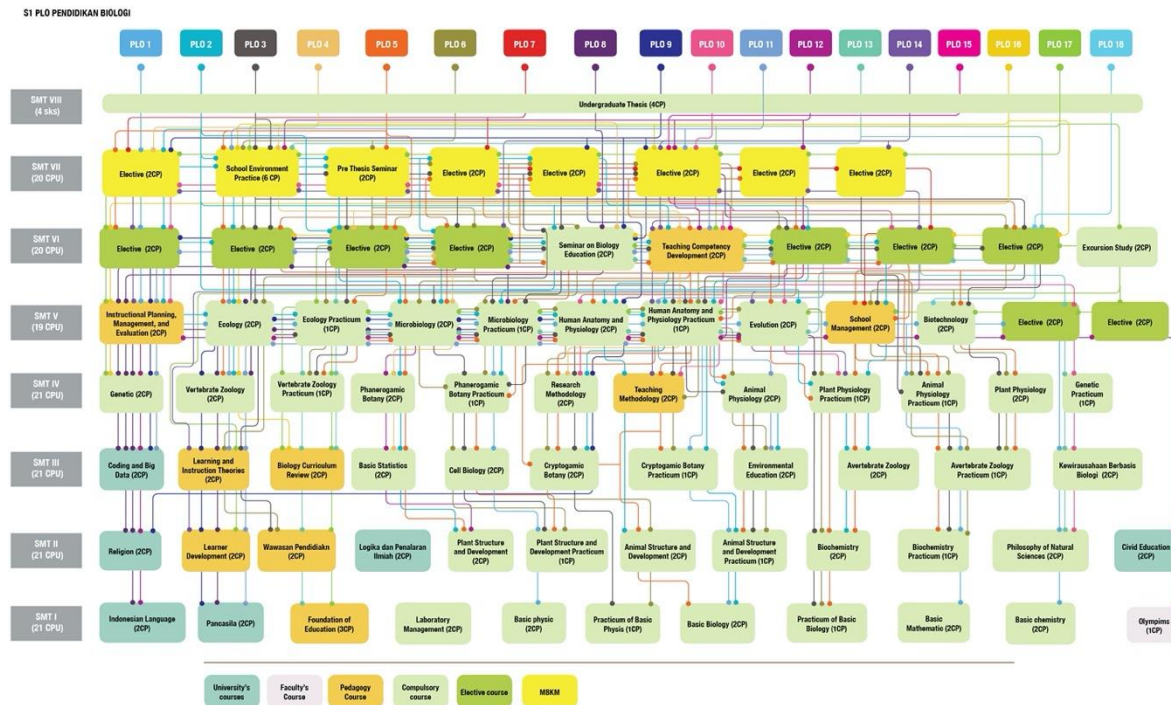 S1 PLO PENDIDIKAN BIOLOGI
PLO 1
PLO 2
PLO 3
PLO 4
PLO 5
PLO 6
PLO 7
PLO 8
PLO 9
PLO 10
PLO 11
PLO 12
PLO 13
PLO 14
PLO 15
PLO 16
PLO 17
PLO 18
SMT VIII
(4 sks)
Undergraduate Thesis (4CP)
SMT VII
(20 CPU)
Elective (2CP)
School Environment
Practice (6 CP)
Pre Thesis Seminar
(2CP)
Elective (2CP)
Elective (2CP)
Elective (2CP)
Elective (2CP)
Elective (2CP)
SMT VI
(20 CPU)
Elective (2CP)
Elective (2CP)
Elective (2CP)
Elective (2CP)
Seminar on Biology
Education (2CP)
Teaching Competency
Development (2CP)
Elective (2CP)
Elective (2CP)
Elective (2CP)
Excursion Study (2CP)
SMT V
(19 CPU)
Instructional Planning,
Management, and
Evaluation (2CP)
Ecology (2CP)
Ecology Practicum
(1CP)
Microbiology (2CP)
Microbiology
Practicum (1CP)
Human Anatomy and
Physiology (2CP)
Human Anatomy and
Physiology Practicum
(1CP)
Evolution (2CP)
School
Management (2CP)
Biotechnology
(2CP)
Elective (2CP)
Elective (2CP)
SMT IV
(21 CPU)
Genetic (2CP)
Vertebrate Zoology
(2CP)
Vertebrate Zoology
Practicum (1CP)
Phanerogamic
Botany (2CP)
Phanerogamic
Botany Practicum
(1CP)
Research
Methodology
(2CP)
Teaching
Methodology (2CP)
Animal
Physiology (2CP)
Plant Physiology
Practicum (1CP)
Animal
Physiology
Practicum (1CP)
Plant Physiology
(2CP)
Genetic
Practicum
(1CP)
SMT III
(21 CPU)
Coding and Big
Data (2CP)
Learning and
Instruction Theories
(2CP)
Biology Curriculum
Review (2CP)
Basic Statistics
(2CP)
Cell Biology (2CP)
Cryptogamic
Botany (2CP)
Cryptogamic Botany
Practicum (1CP)
Environmental
Education (2CP)
Avertebrate Zoology
(2CP)
Avertebrate Zoology
Practicum (1CP)
Kewirausahaan Berbasis
Biologi (2CP)
SMT II
(21 CPU)
Religion (2CP)
Learner
Development (2CP)
Wawasan Pendidiakn
(2CP)
Logika dan Penalaran
Ilmiah (2CP)
Plant Structure
and Development
(2CP)
Plant Structure and
Development Practicum
(1CP)
Animal Structure and
Development (2CP)
Animal Structure
and Development
Practicum (1CP)
Biochemistry
(2CP)
Biochemistry
Practicum (1CP)
Philosophy of Natural
Sciences (2CP)
Civid Education
(2CP)
SMT I
(21 CPU)
Indonesian Language
(2CP)
Pancasila (2CP)
Foundation of
Education (3CP)
Laboratory
Management (2CP)
Basic physic (2CP)
Practicum of Basic
Physis (1CP)
Basic Biology (2CP)
Practicum of Basic
Biology (1CP)
Basic
Mathematic (2CP)
Basic chemistry
(2CP)
Olympims
(1CP)
University's
courses
Faculty's
Course
Pedagogy
Course
Compulsory
course
Elective course
MBKM